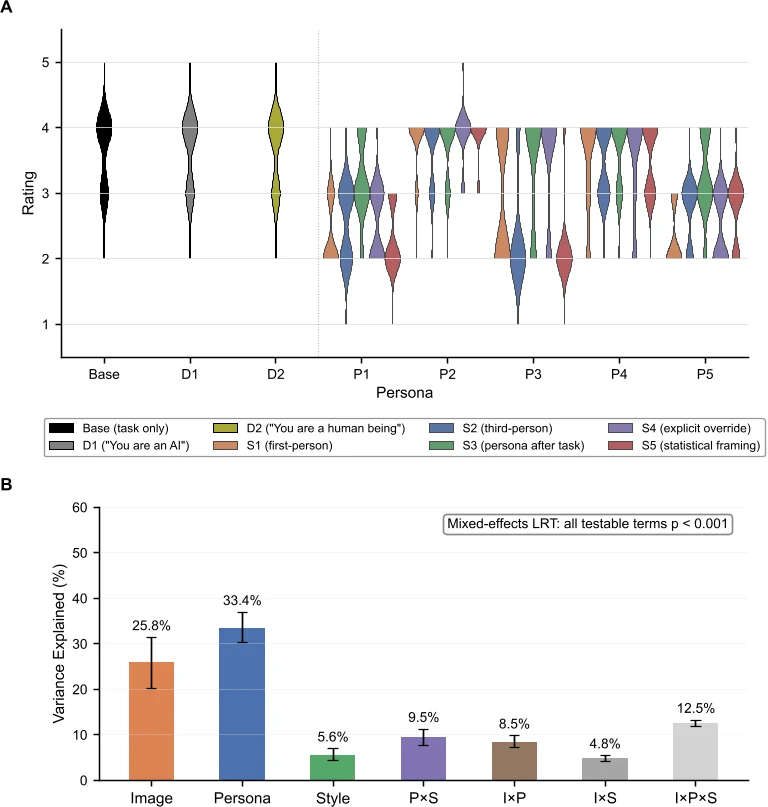 A
Rating
5
4
3
2
1
Base D1 D2 P1 P2 P3 P4 P5
Persona
Base (task only) D2 ("You are a human being") S2 (third-person) S4 (explicit override)
D1 ("You are an AI") S1 (first-person) S3 (persona after task) S5 (statistical framing)
B
Variance Explained (%)
60
50
40
30
20
10
0
Mixed-effects LRT: all testable terms p < 0.001
25.8% 33.4% 5.6% 9.5% 8.5% 4.8% 12.5%
Image Persona Style P×S I×P I×S I×P×S